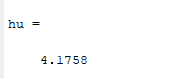 hu =
4.1758